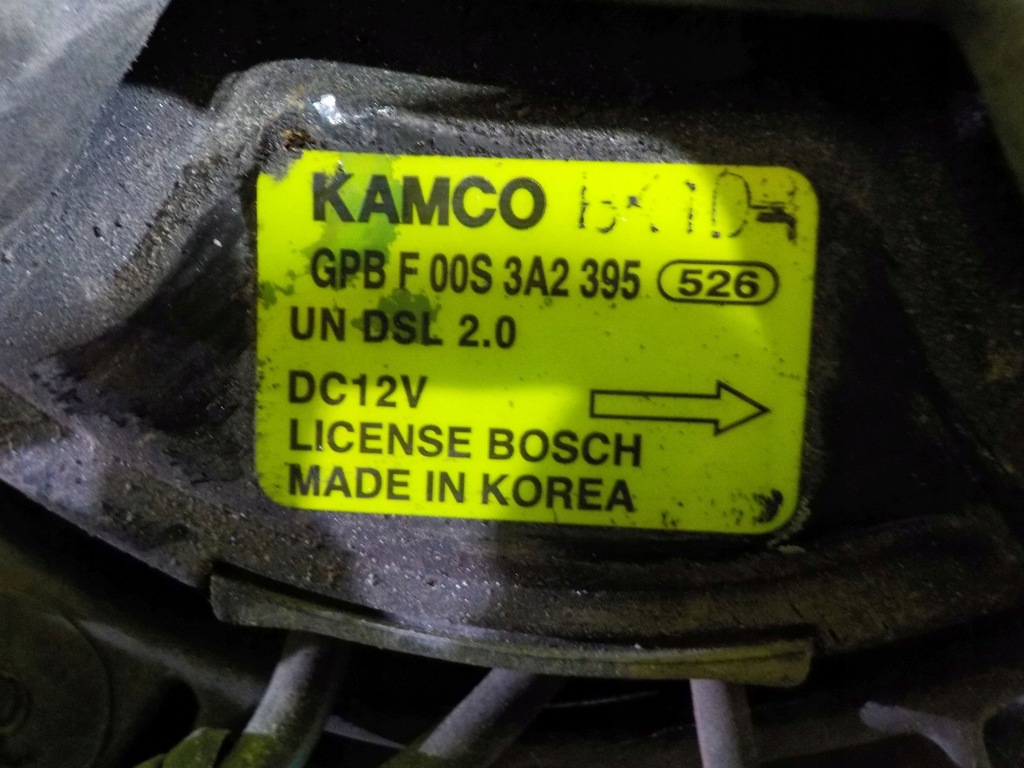 KAMCO
GPB F 00S 3A2 395 526
UN DSL 2.0
DC12V
LICENSE BOSCH
MADE IN KOREA